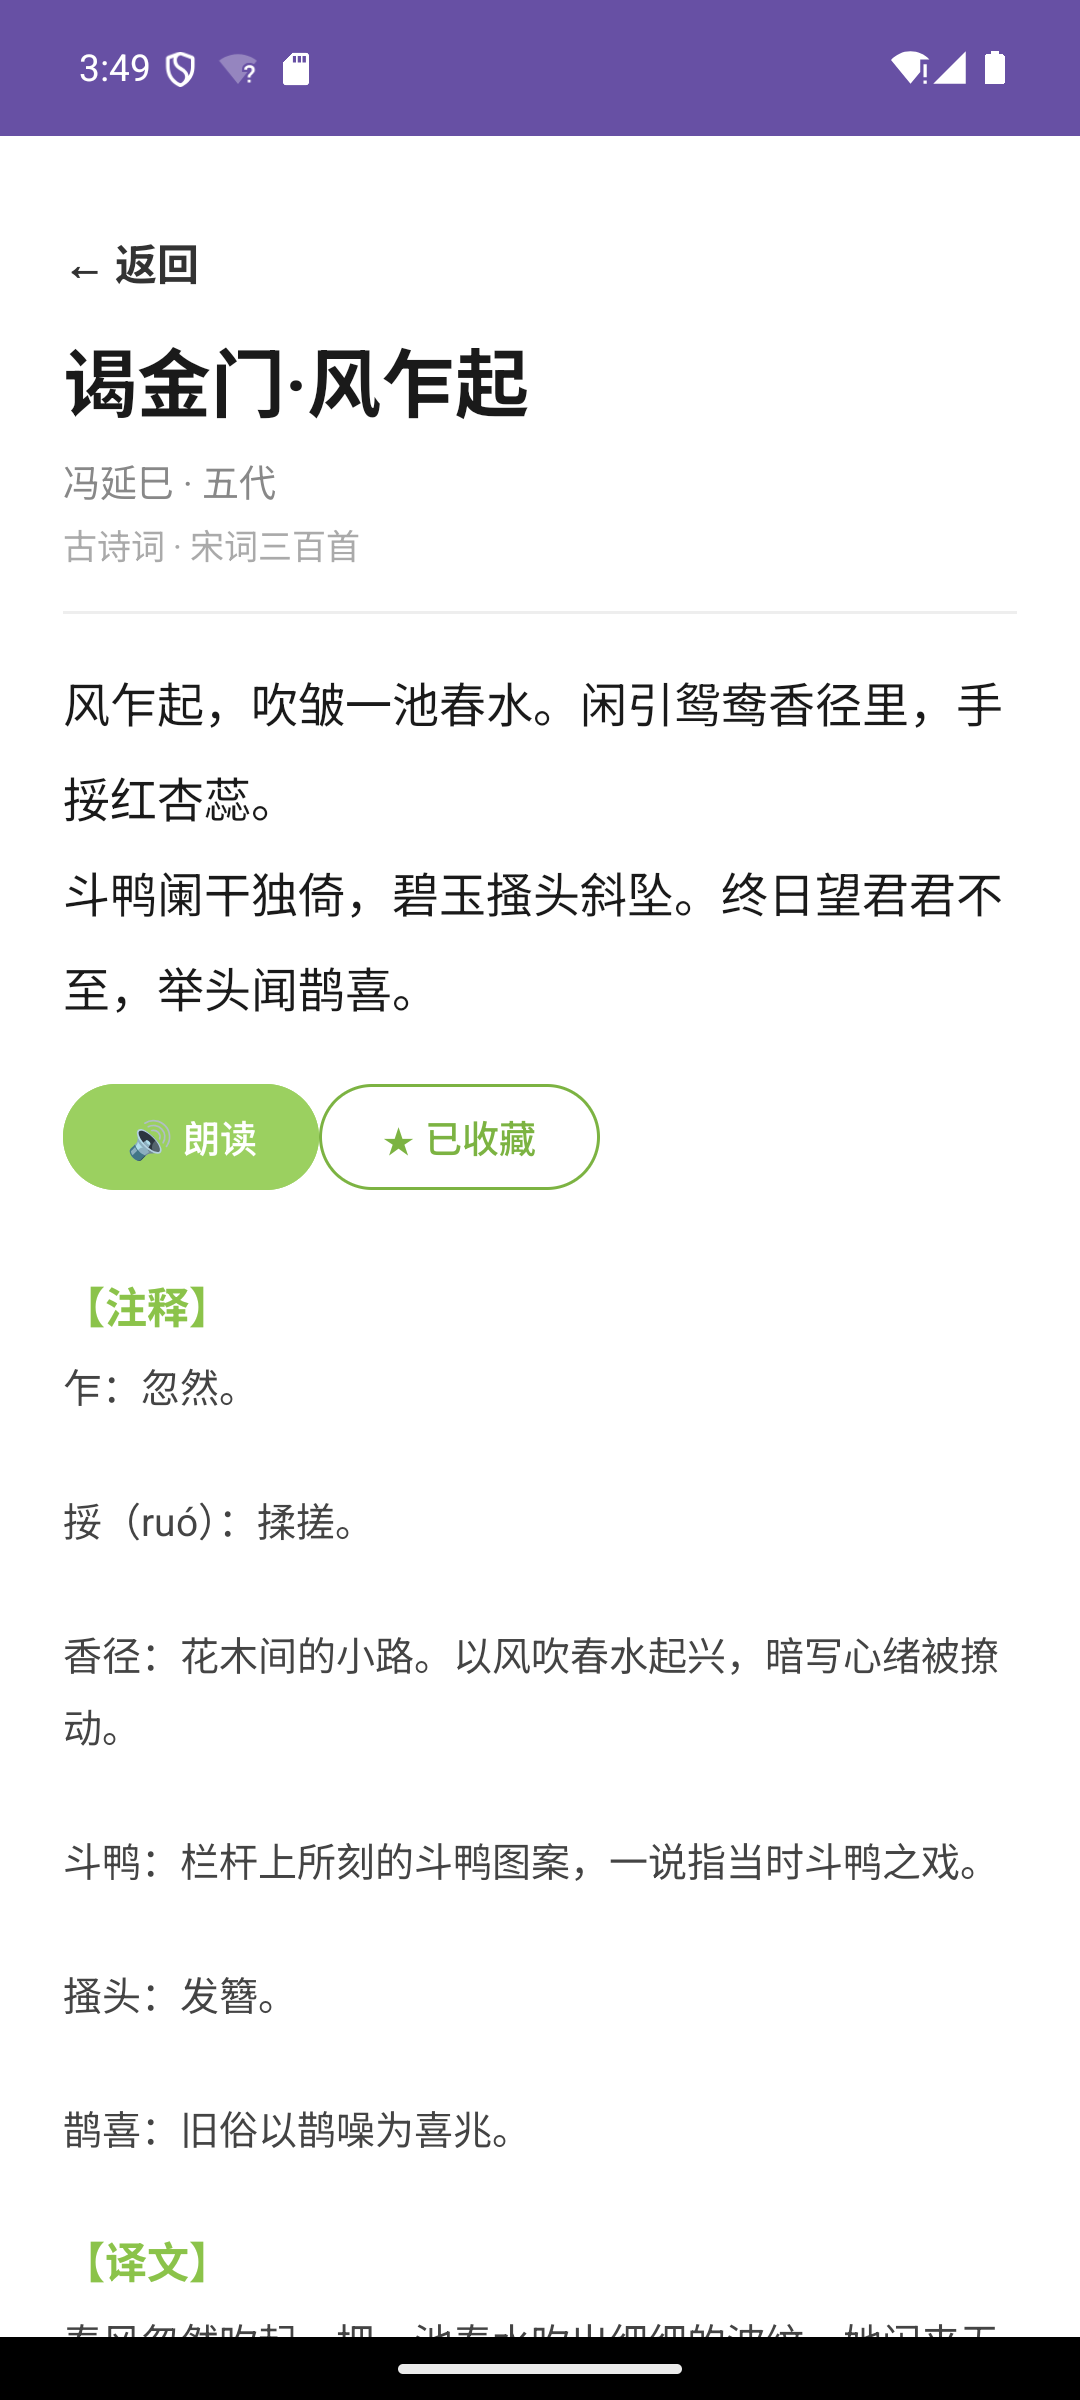 3:49
← 返回
谒金门·风乍起
冯延巳 · 五代
古诗词 · 宋词三百首
风乍起，吹皱一池春水。闲引鸳鸯香径里，手
挼红杏蕊。
斗鸭阑干独倚，碧玉搔头斜坠。终日望君君不
至，举头闻鹊喜。
🔊 朗读
★ 已收藏
【注释】
乍：忽然。
挼（ruó）：揉搓。
香径：花木间的小路。以风吹春水起兴，暗写心绪被撩
动。
斗鸭：栏杆上所刻的斗鸭图案，一说指当时斗鸭之戏。
搔头：发簪。
鹊喜：旧俗以鹊噪为喜兆。
【译文】